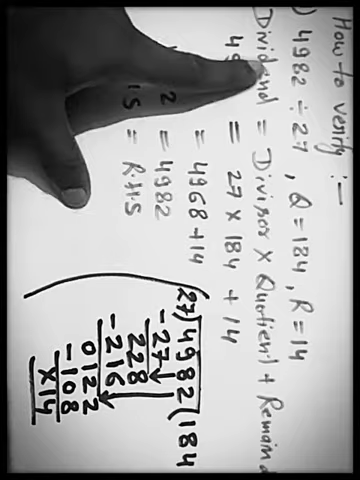 How to verify :-
) 4982 ÷ 27 , Q = 184 , R = 14
Dividend = Divisor × Quotient + Remaind
49 = 27 × 184 + 14
= 4968 + 14
2 = 4982
.S = R.H.S
27) 4982 (184
-27
228
-216
0122
-108
×14